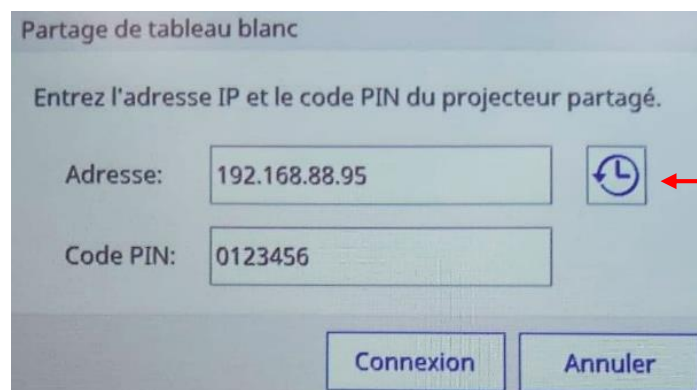 Partage de tableau blanc
Entrez l'adresse IP et le code PIN du projecteur partagé.
Adresse: 192.168.88.95
Code PIN: 0123456
Connexion Annuler